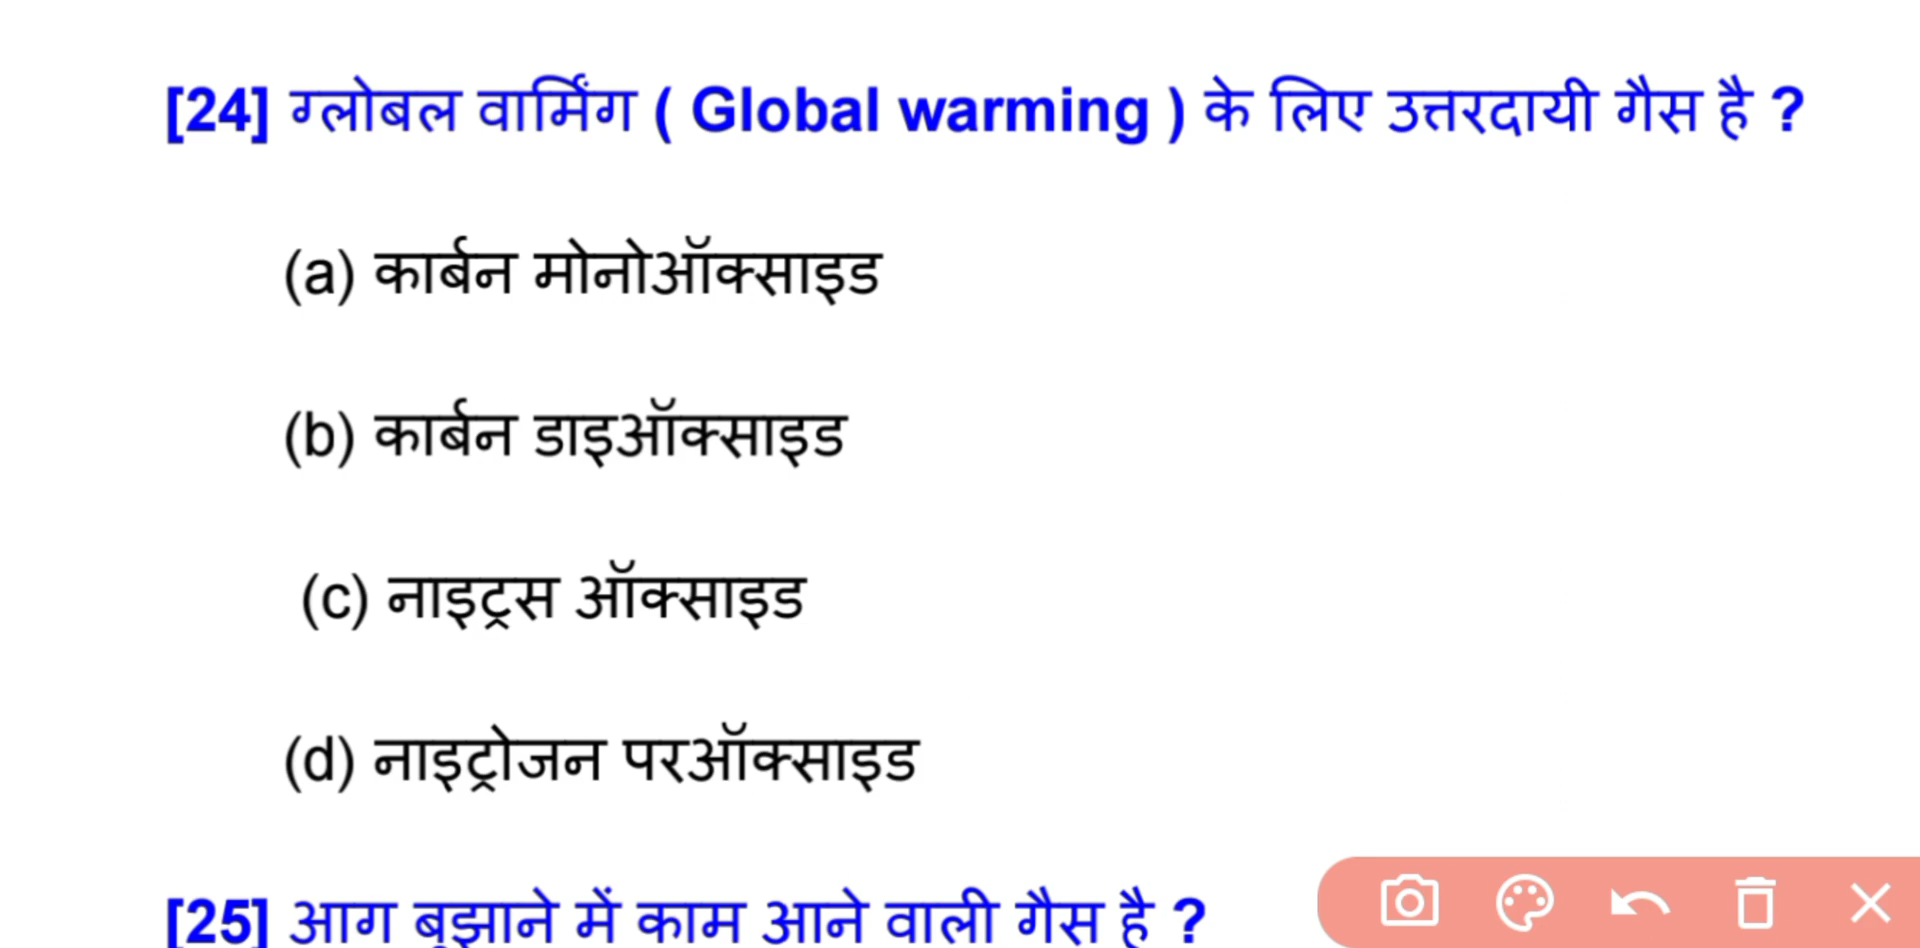 [24] ग्लोबल वार्मिंग ( Global warming ) के लिए उत्तरदायी गैस है ?
(a) कार्बन मोनोऑक्साइड
(b) कार्बन डाइऑक्साइड
(c) नाइट्रस ऑक्साइड
(d) नाइट्रोजन परऑक्साइड
[25] आग बुझाने में काम आने वाली गैस है ?